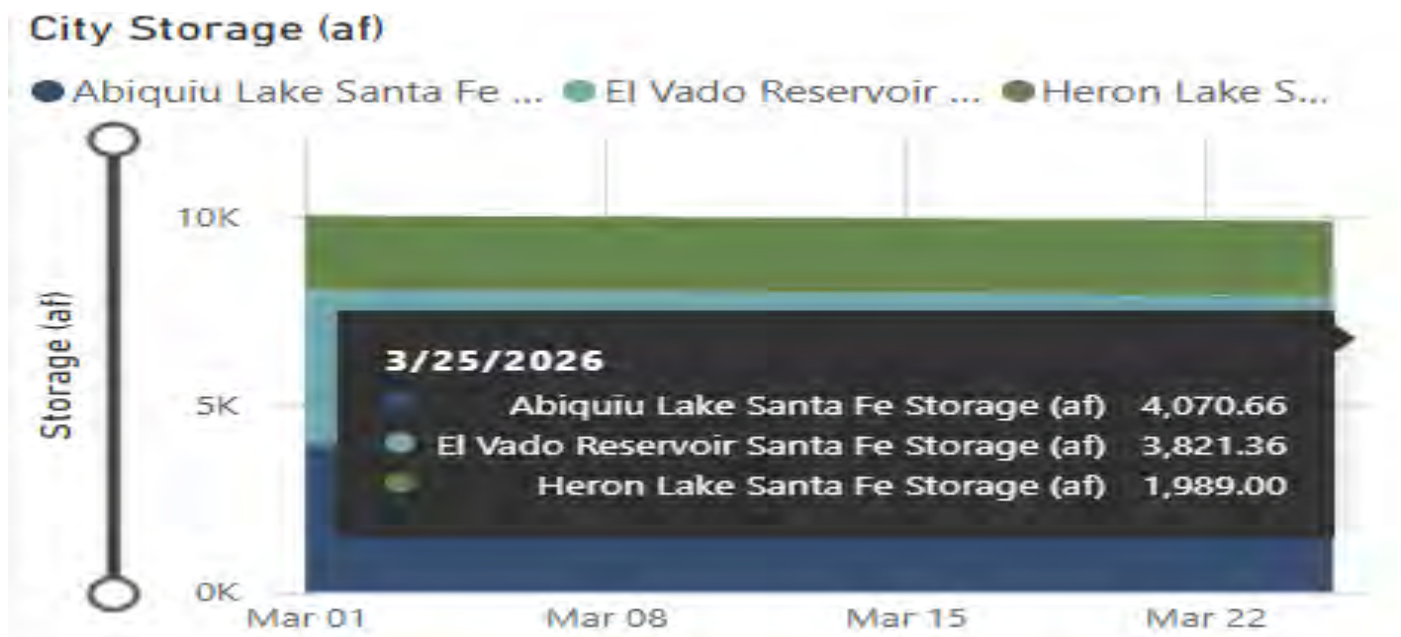 City Storage (af)
Abiquiu Lake Santa Fe ... El Vado Reservoir ... Heron Lake S...
Storage (af)
10K
5K
0K
3/25/2026
Abiquiu Lake Santa Fe Storage (af) 4,070.66
El Vado Reservoir Santa Fe Storage (af) 3,821.36
Heron Lake Santa Fe Storage (af) 1,989.00
Mar 01 Mar 08 Mar 15 Mar 22